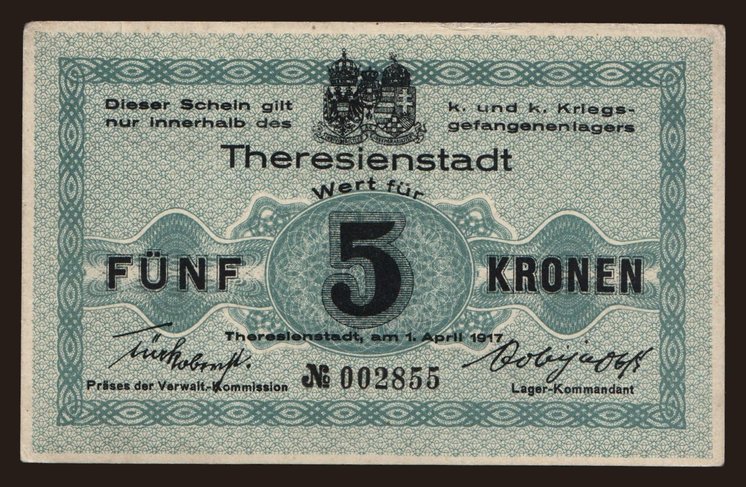 Dieser Schein gilt
nur innerhalb des
k. und k. Kriegs-
gefangenenlagers
Theresienstadt
Wert für
5
FÜNF KRONEN
Theresienstadt, am 1. April 1917
№ 002855
Präses der Verwalt.-Kommission
Lager-Kommandant